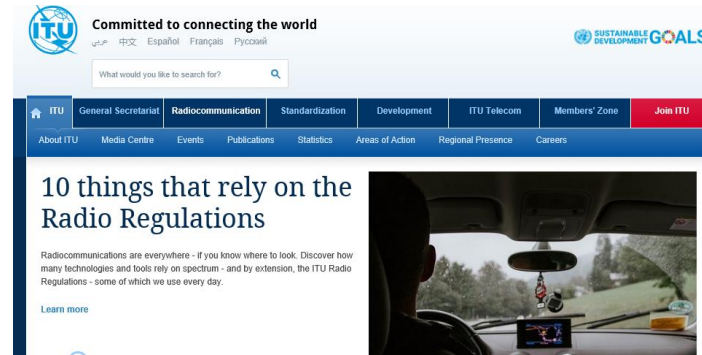 ITU
Committed to connecting the world
عربي 中文 Español Français Русский
SUSTAINABLE DEVELOPMENT GOALS
What would you like to search for?
ITU General Secretariat Radiocommunication Standardization Development ITU Telecom Members' Zone Join ITU
About ITU Media Centre Events Publications Statistics Areas of Action Regional Presence Careers
10 things that rely on the
Radio Regulations
Radiocommunications are everywhere - if you know where to look. Discover how
many technologies and tools rely on spectrum - and by extension, the ITU Radio
Regulations - some of which we use every day.
Learn more